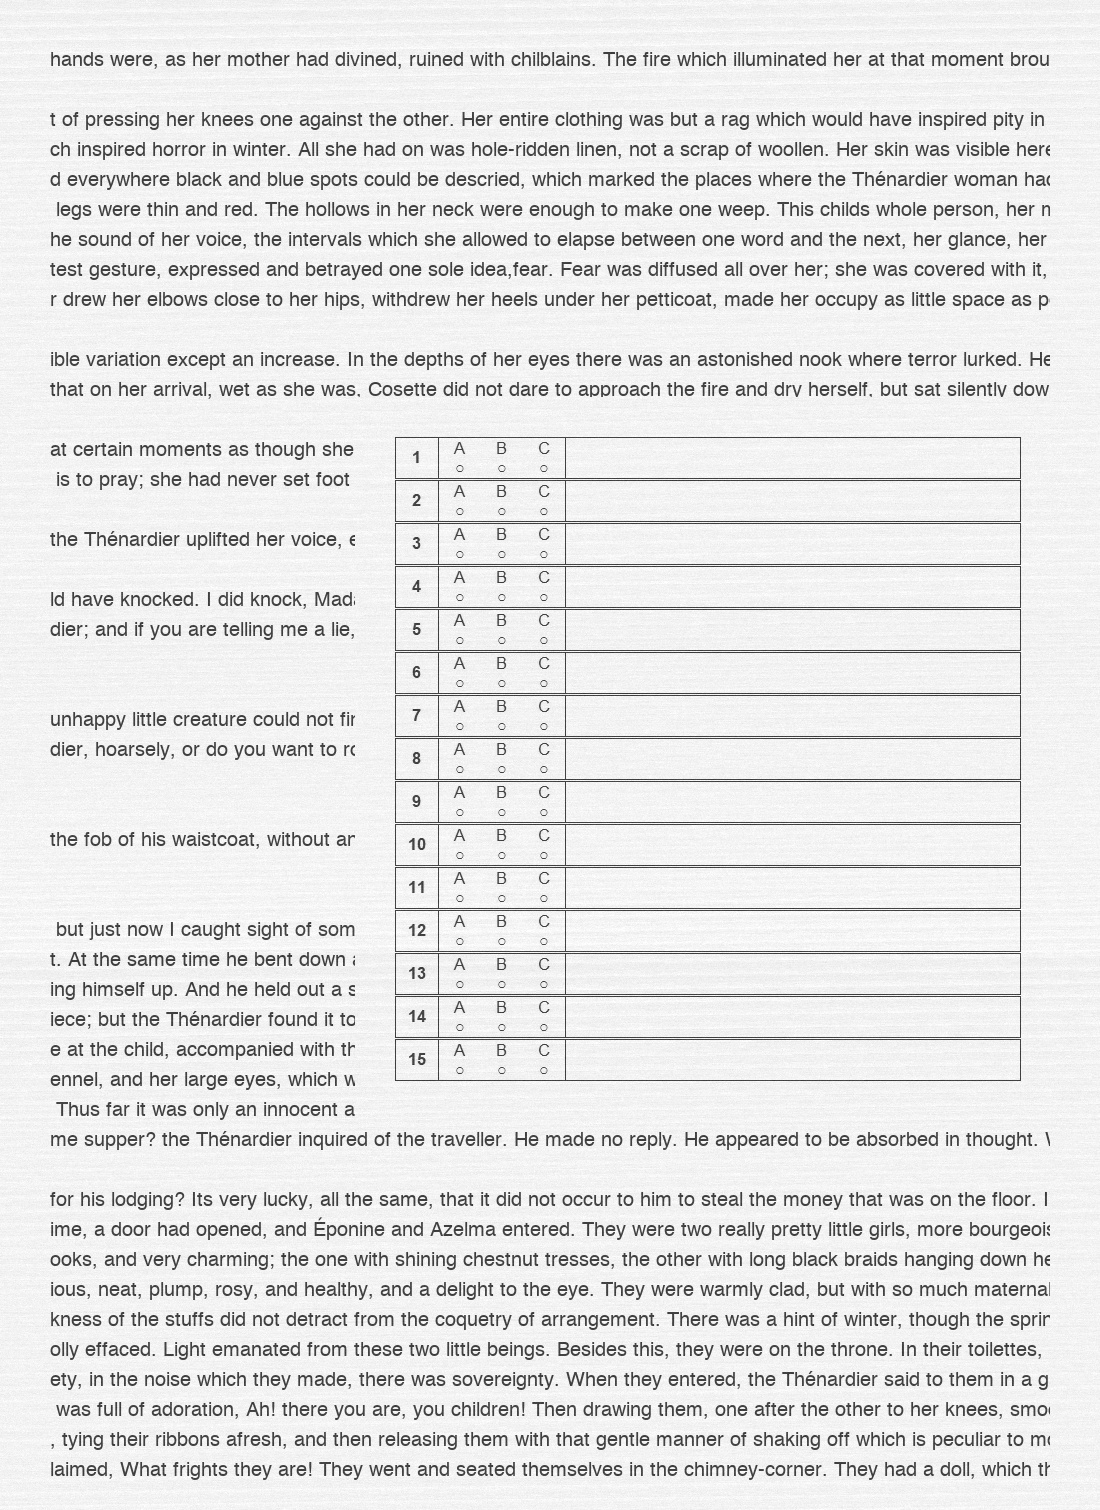 hands were, as her mother had divined, ruined with chilblains. The fire which illuminated her at that moment brou
t of pressing her knees one against the other. Her entire clothing was but a rag which would have inspired pity in
ch inspired horror in winter. All she had on was hole-ridden linen, not a scrap of woollen. Her skin was visible here
d everywhere black and blue spots could be descried, which marked the places where the Thénardier woman had
legs were thin and red. The hollows in her neck were enough to make one weep. This childs whole person, her
he sound of her voice, the intervals which she allowed to elapse between one word and the next, her glance, her
test gesture, expressed and betrayed one sole idea,fear. Fear was diffused all over her; she was covered with it,
r drew her elbows close to her hips, withdrew her heels under her petticoat, made her occupy as little space as p
ible variation except an increase. In the depths of her eyes there was an astonished nook where terror lurked. He
that on her arrival, wet as she was, Cosette did not dare to approach the fire and dry herself, but sat silently dow
at certain moments as though she
is to pray; she had never set foot
the Thénardier uplifted her voice,
ld have knocked. I did knock,
dier; and if you are telling me a lie,
unhappy little creature could not
dier, hoarsely, or do you want to
the fob of his waistcoat, without
but just now I caught sight of som
t. At the same time he bent down
ing himself up. And he held out a
iece; but the Thénardier found it to
e at the child, accompanied with
ennel, and her large eyes, which
Thus far it was only an innocent a
1 A B C
2 A B C
3 A B C
4 A B C
5 A B C
6 A B C
7 A B C
8 A B C
9 A B C
10 A B C
11 A B C
12 A B C
13 A B C
14 A B C
15 A B C
me supper? the Thénardier inquired of the traveller. He made no reply. He appeared to be absorbed in thought.
for his lodging? Its very lucky, all the same, that it did not occur to him to steal the money that was on the floor. I
ime, a door had opened, and Éponine and Azelma entered. They were two really pretty little girls, more bourgeois
ooks, and very charming; the one with shining chestnut tresses, the other with long black braids hanging down he
ious, neat, plump, rosy, and healthy, and a delight to the eye. They were warmly clad, but with so much maternal
kness of the stuffs did not detract from the coquetry of arrangement. There was a hint of winter, though the sprin
olly effaced. Light emanated from these two little beings. Besides this, they were on the throne. In their toilettes,
ety, in the noise which they made, there was sovereignty. When they entered, the Thénardier said to them in a g
was full of adoration, Ah! there you are, you children! Then drawing them, one after the other to her knees, smo
, tying their ribbons afresh, and then releasing them with that gentle manner of shaking off which is peculiar to
laimed, What frights they are! They went and seated themselves in the chimney-corner. They had a doll, which